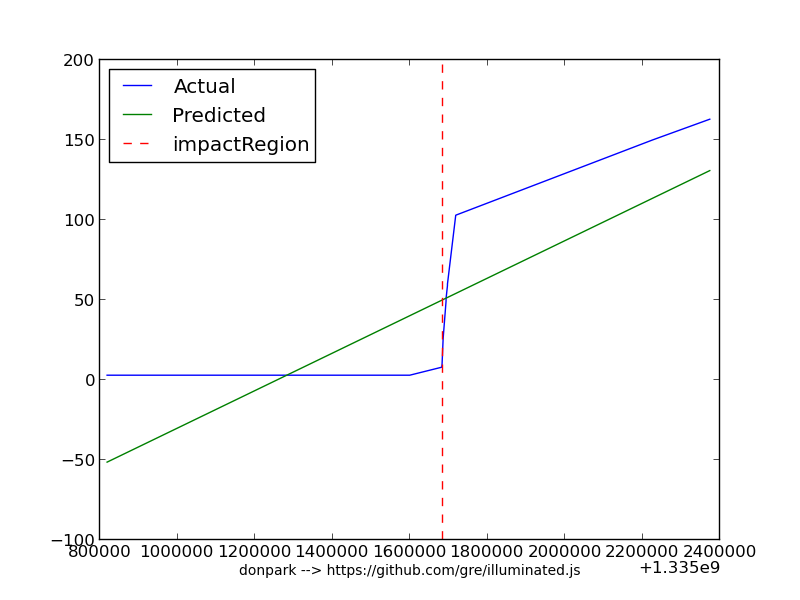 200
150
100
50
0
−50
−100
Actual
Predicted
impactRegion
800000 1000000 1200000 1400000 1600000 1800000 2000000 2200000 2400000
+1.335e9
donpark --> https://github.com/gre/illuminated.js